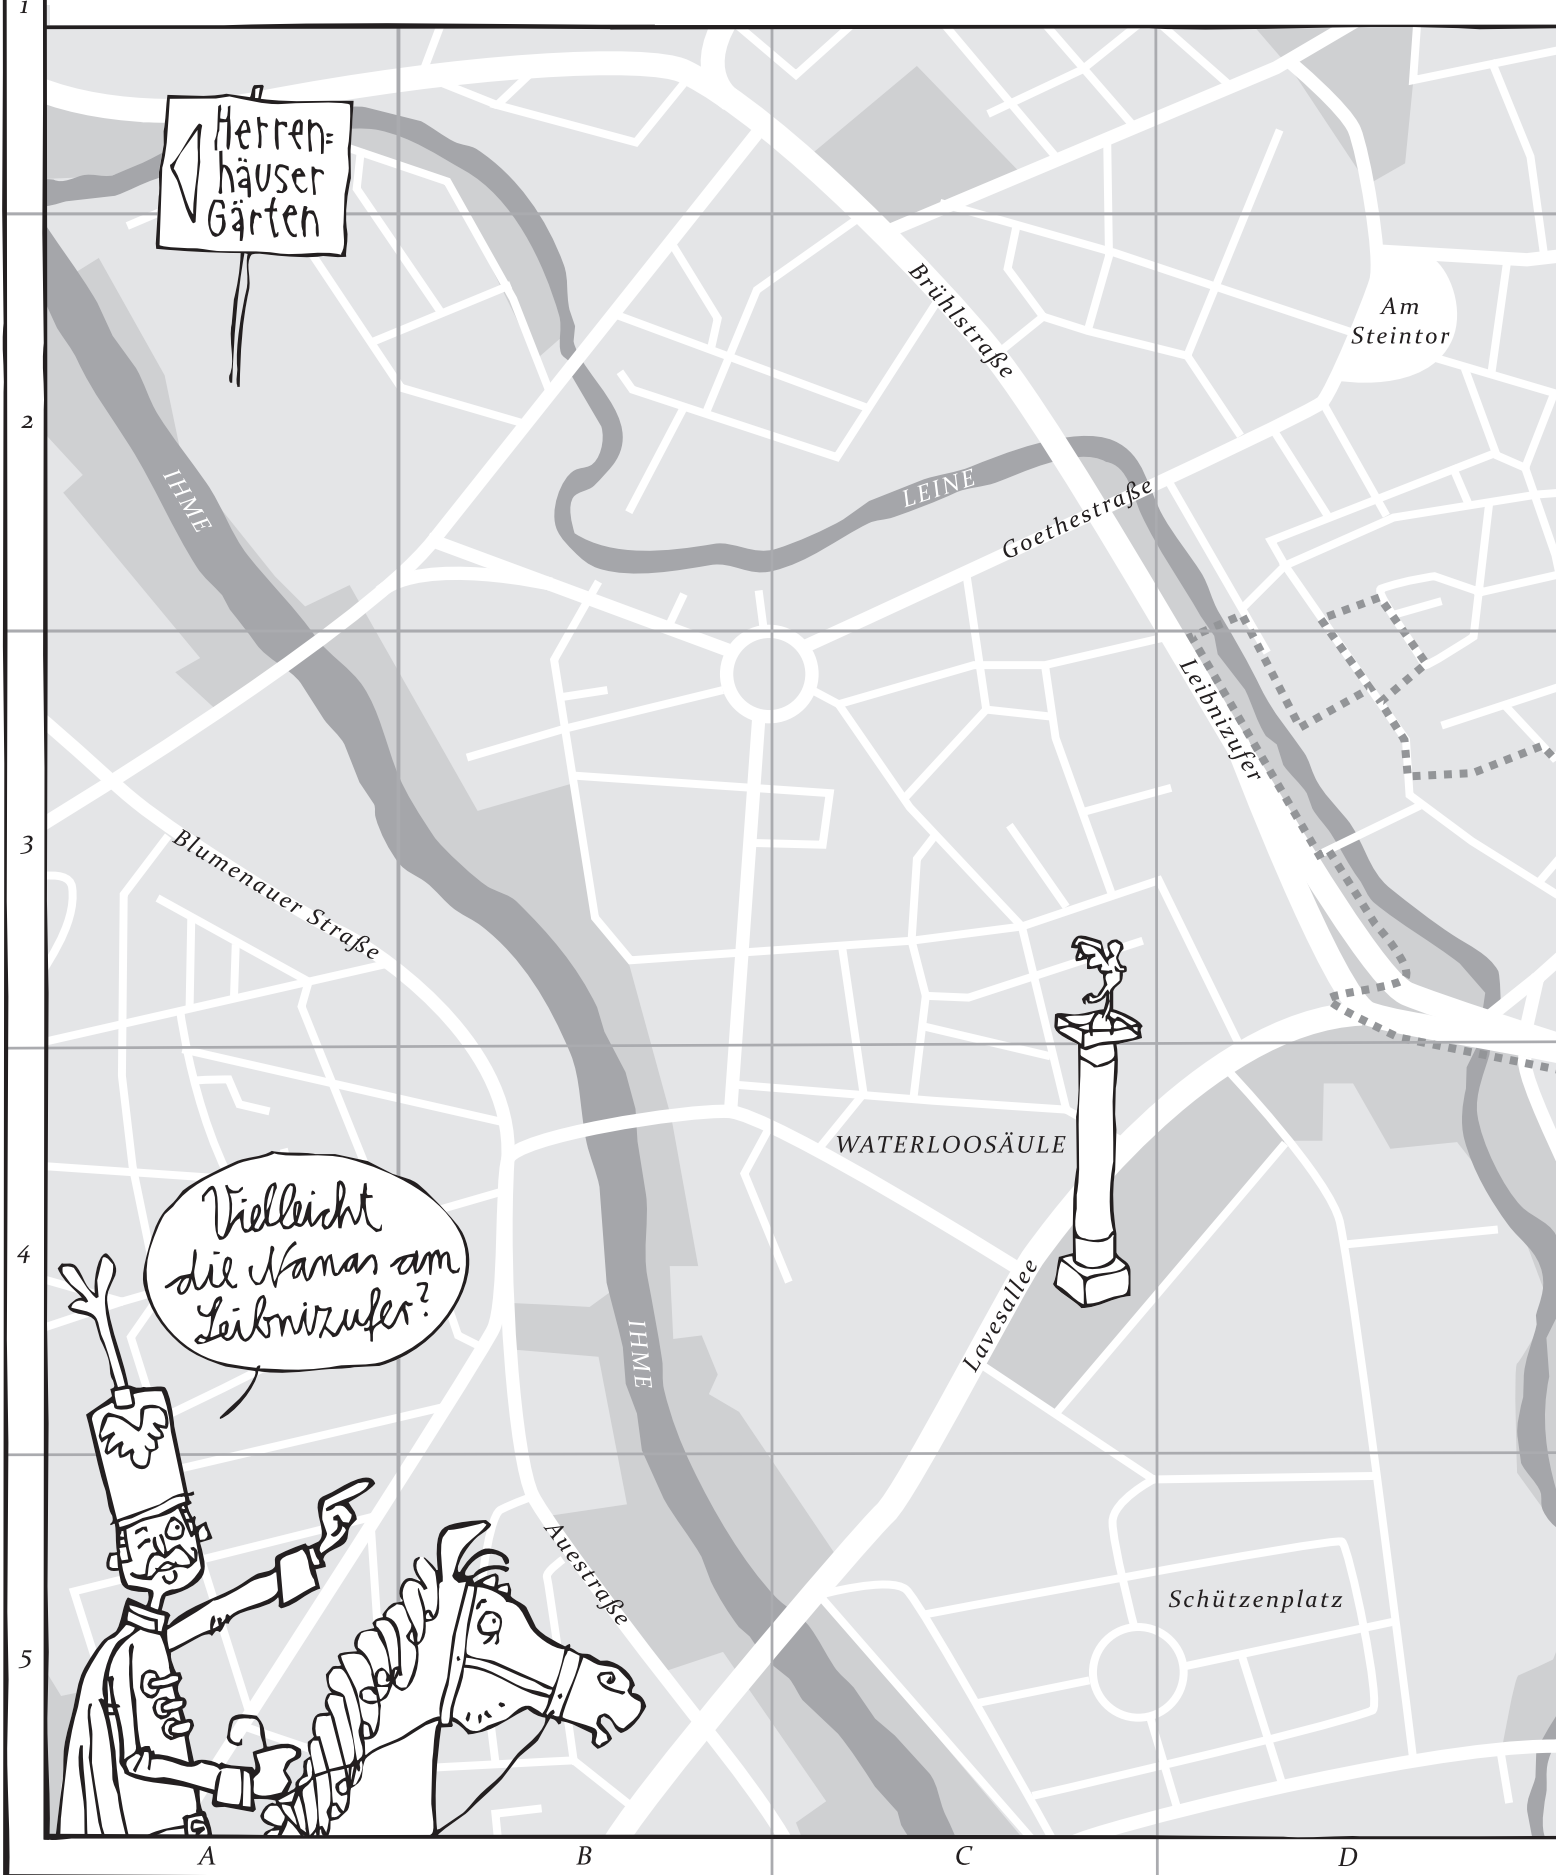 1
Herren=
häuser
Gärten
Brühlstraße
Am
Steintor
2
IHME
LEINE
Goethestraße
Leibnizufer
3
Blumenauer Straße
WATERLOOSÄULE
Vielleicht
die Nanas am
Leibnizufer?
4
Lavesallee
IHME
Auestraße
Schützenplatz
5
A
B
C
D